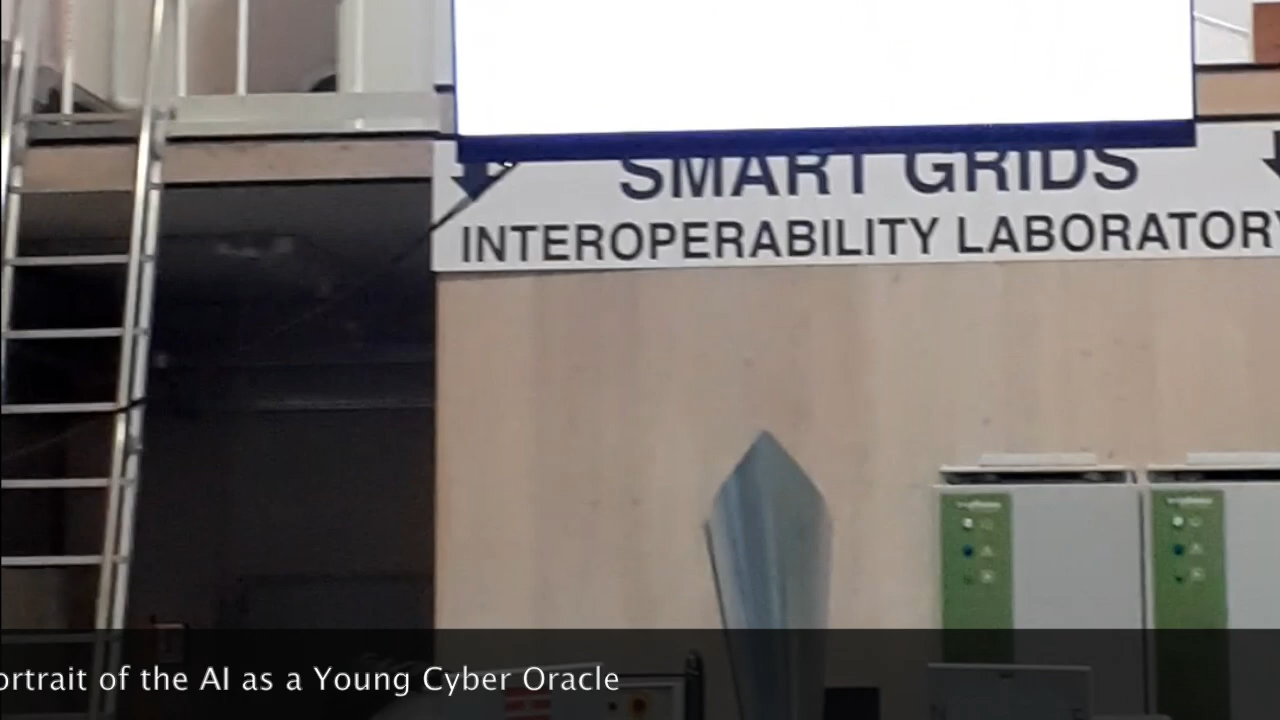 SMART GRIDS
INTEROPERABILITY LABORATORY
ortrait of the AI as a Young Cyber Oracle